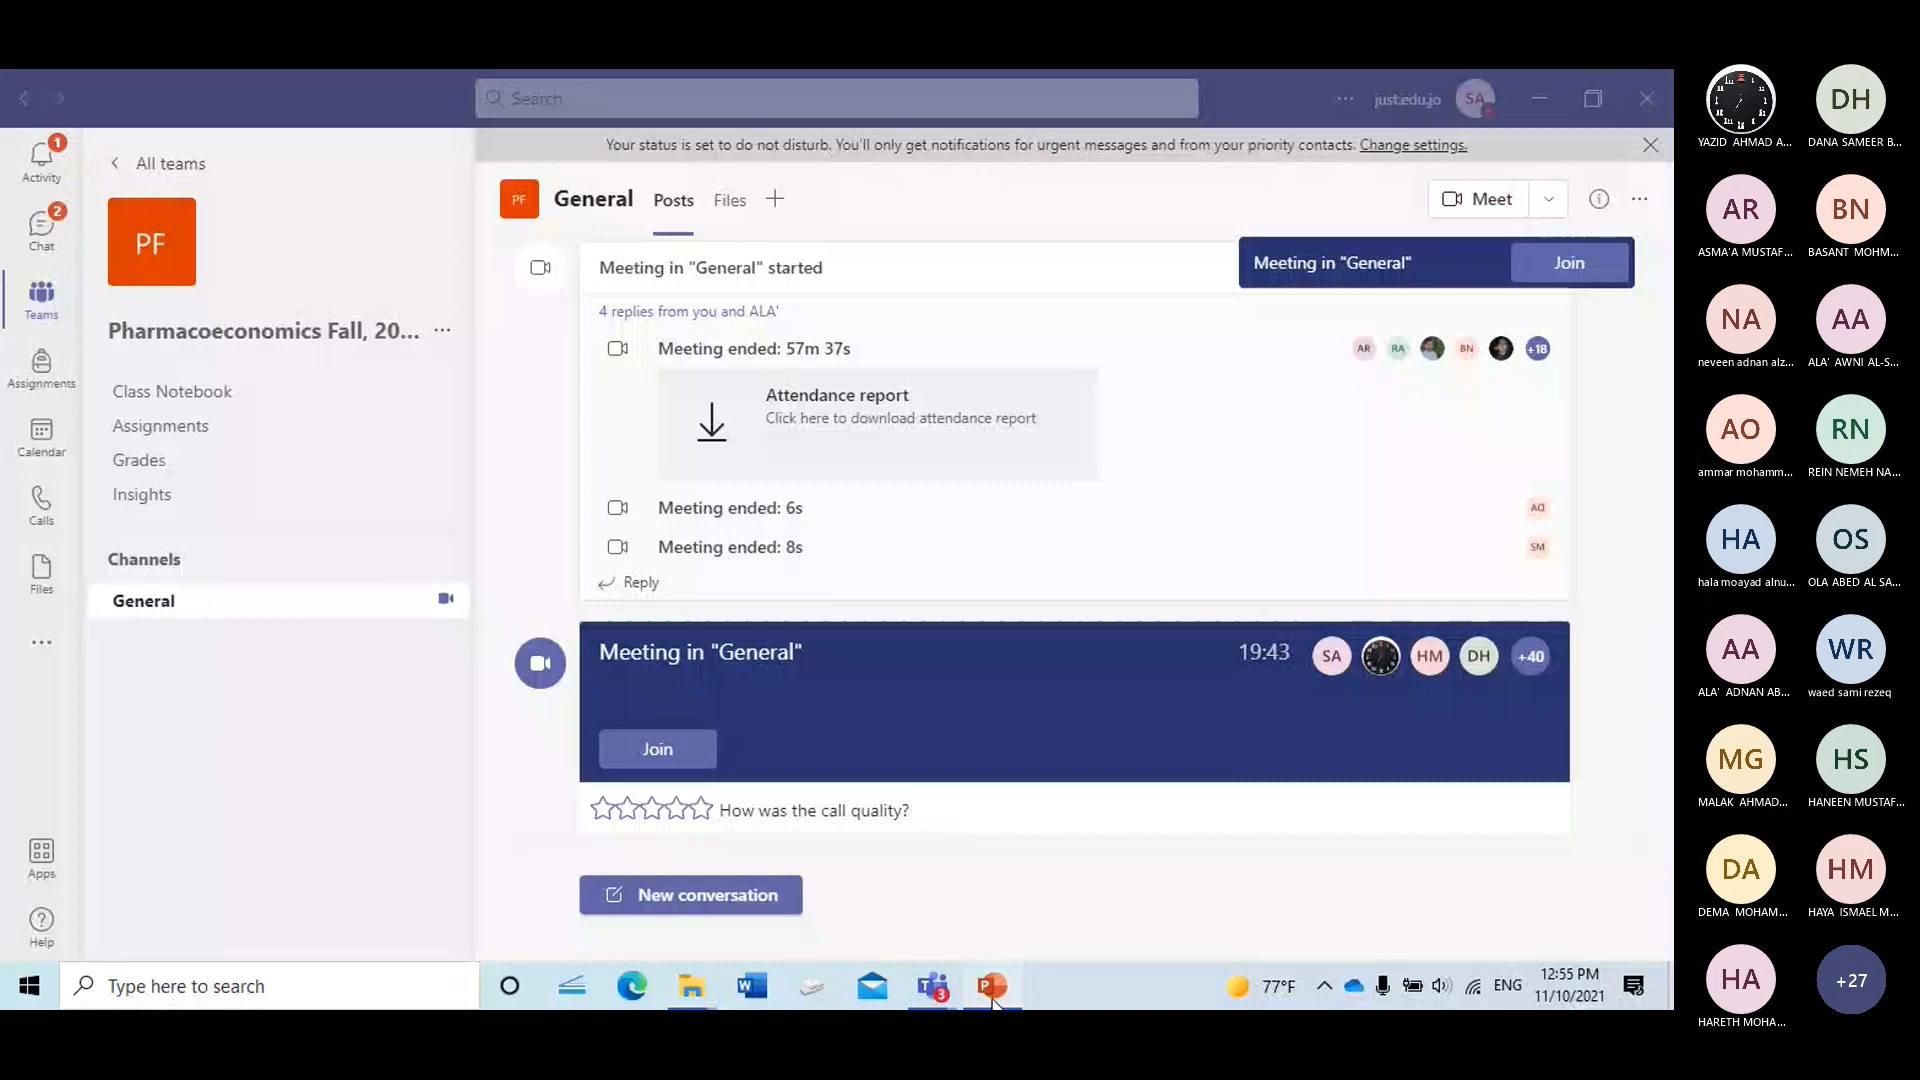 Search
just.edu.jo
SA
Your status is set to do not disturb. You'll only get notifications for urgent messages and from your priority contacts. Change settings.
1
Activity
2
Chat
Teams
Assignments
Calendar
Calls
Files
...
Apps
Help
All teams
PF
Pharmacoeconomics Fall, 20... ...
Class Notebook
Assignments
Grades
Insights
Channels
General
PF
General
Posts
Files
Meet
Meeting in "General" started
Meeting in "General"
Join
4 replies from you and ALA'
Meeting ended: 57m 37s
AR
RA
BN
+18
Attendance report
Click here to download attendance report
Meeting ended: 6s
AO
Meeting ended: 8s
SM
Reply
Meeting in "General"
19:43
SA
HM
DH
+40
Join
How was the call quality?
New conversation
Type here to search
3
77°F
ENG
12:55 PM
11/10/2021
YAZID AHMAD A...
DH
DANA SAMEER B...
AR
ASMA'A MUSTAF...
BN
BASANT MOHM...
NA
neveen adnan alz...
AA
ALA' AWNI AL-S...
AO
ammar mohamm...
RN
REIN NEMEH NA...
HA
hala moayad alnu...
OS
OLA ABED AL SA...
AA
ALA' ADNAN AB...
WR
waed sami rezeq
MG
MALAK AHMAD...
HS
HANEEN MUSTAF...
DA
DEMA MOHAM...
HM
HAYA ISMAEL M...
HA
HARETH MOHA...
+27